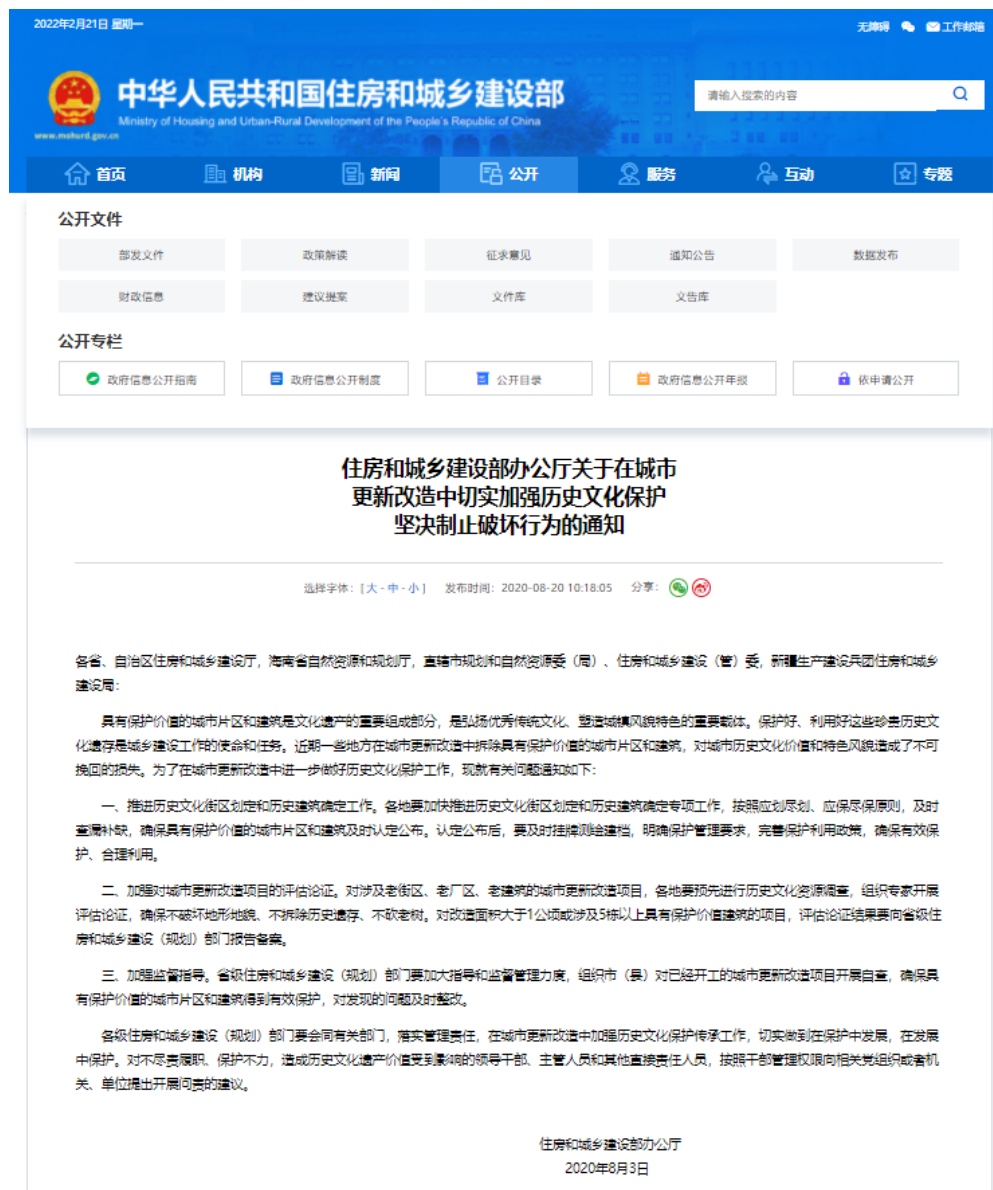 2022年2月21日 星期一
无障碍 工作邮箱
中华人民共和国住房和城乡建设部
Ministry of Housing and Urban-Rural Development of the People's Republic of China
www.mohurd.gov.cn
请输入搜索的内容
首页 机构 新闻 公开 服务 互动 专题
公开文件
部发文件 政策解读 征求意见 通知公告 数据发布
财政信息 建议提案 文件库 文告库
公开专栏
政府信息公开指南 政府信息公开制度 公开目录 政府信息公开年报 依申请公开
住房和城乡建设部办公厅关于在城市
更新改造中切实加强历史文化保护
坚决制止破坏行为的通知
选择字体：[大 - 中 - 小] 发布时间：2020-08-20 10:18:05 分享：
各省、自治区住房和城乡建设厅，海南省自然资源和规划厅，直辖市规划和自然资源委（局）、住房和城乡建设（管）委，新疆生产建设兵团住房和城乡
建设局：
具有保护价值的城市片区和建筑是文化遗产的重要组成部分，是弘扬优秀传统文化、塑造城镇风貌特色的重要载体。保护好、利用好这些珍贵历史文
化遗存是城乡建设工作的使命和任务。近期一些地方在城市更新改造中拆除具有保护价值的城市片区和建筑，对城市历史文化价值和特色风貌造成了不可
挽回的损失。为了在城市更新改造中进一步做好历史文化保护工作，现就有关问题通知如下：
一、推进历史文化街区划定和历史建筑确定工作。各地要加快推进历史文化街区划定和历史建筑确定专项工作，按照应划尽划、应保尽保原则，及时
查漏补缺，确保具有保护价值的城市片区和建筑及时认定公布。认定公布后，要及时挂牌测绘建档，明确保护管理要求，完善保护利用政策，确保有效保
护、合理利用。
二、加强对城市更新改造项目的评估论证。对涉及老街区、老厂区、老建筑的城市更新改造项目，各地要预先进行历史文化资源调查，组织专家开展
评估论证，确保不破坏地形地貌、不拆除历史遗存、不砍老树。对改造面积大于1公顷或涉及5栋以上具有保护价值建筑的项目，评估论证结果要向省级住
房和城乡建设（规划）部门报告备案。
三、加强监督指导。省级住房和城乡建设（规划）部门要加大指导和监督管理力度，组织市（县）对已经开工的城市更新改造项目开展自查，确保具
有保护价值的城市片区和建筑得到有效保护，对发现的问题及时整改。
各级住房和城乡建设（规划）部门要会同有关部门，落实管理责任，在城市更新改造中加强历史文化保护传承工作，切实做到在保护中发展，在发展
中保护。对不尽责履职、保护不力，造成历史文化遗产价值受到影响的领导干部、主管人员和其他直接责任人员，按照干部管理权限向相关党组织或者机
关、单位提出开展问责的建议。
住房和城乡建设部办公厅
2020年8月3日